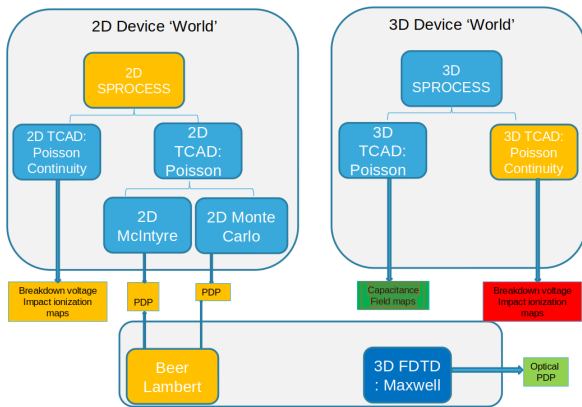 2D Device ‘World’
2D
SPROCESS
2D TCAD:
Poisson
Continuity
2D
TCAD:
Poisson
2D
McIntyre
2D Monte
Carlo
Breakdown voltage
Impact ionization
maps
PDP
PDP
3D Device ‘World’
3D
SPROCESS
3D
TCAD:
Poisson
3D TCAD:
Poisson
Continuity
Capacitance
Field maps
Breakdown voltage
Impact ionization
maps
Beer
Lambert
3D FDTD
: Maxwell
Optical
PDP